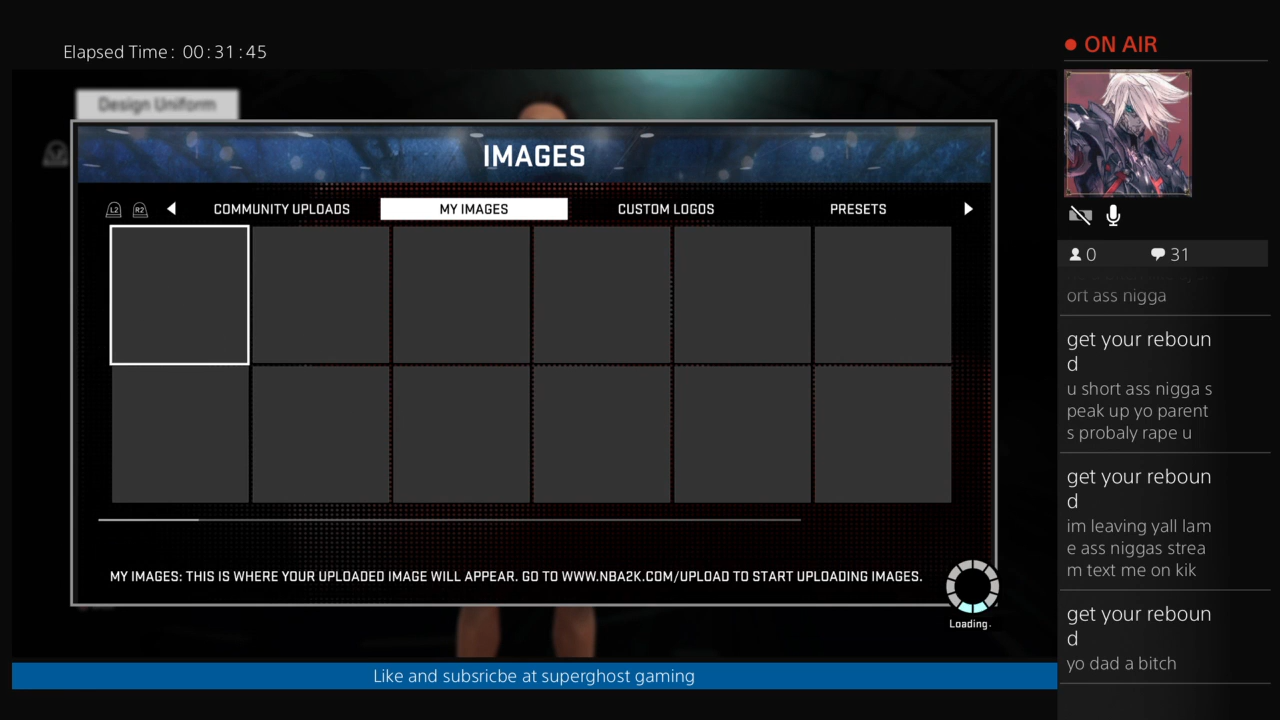 Elapsed Time: 00:31:45
ON AIR
Design Uniform
IMAGES
L2 R2 COMMUNITY UPLOADS MY IMAGES CUSTOM LOGOS PRESETS
0 31
ort ass nigga
get your reboun
d
u short ass nigga s
peak up yo parent
s probaly rape u
get your reboun
d
im leaving yall lam
e ass niggas strea
m text me on kik
get your reboun
d
yo dad a bitch
MY IMAGES: THIS IS WHERE YOUR UPLOADED IMAGE WILL APPEAR. GO TO WWW.NBA2K.COM/UPLOAD TO START UPLOADING IMAGES.
Loading.
Like and subsricbe at superghost gaming